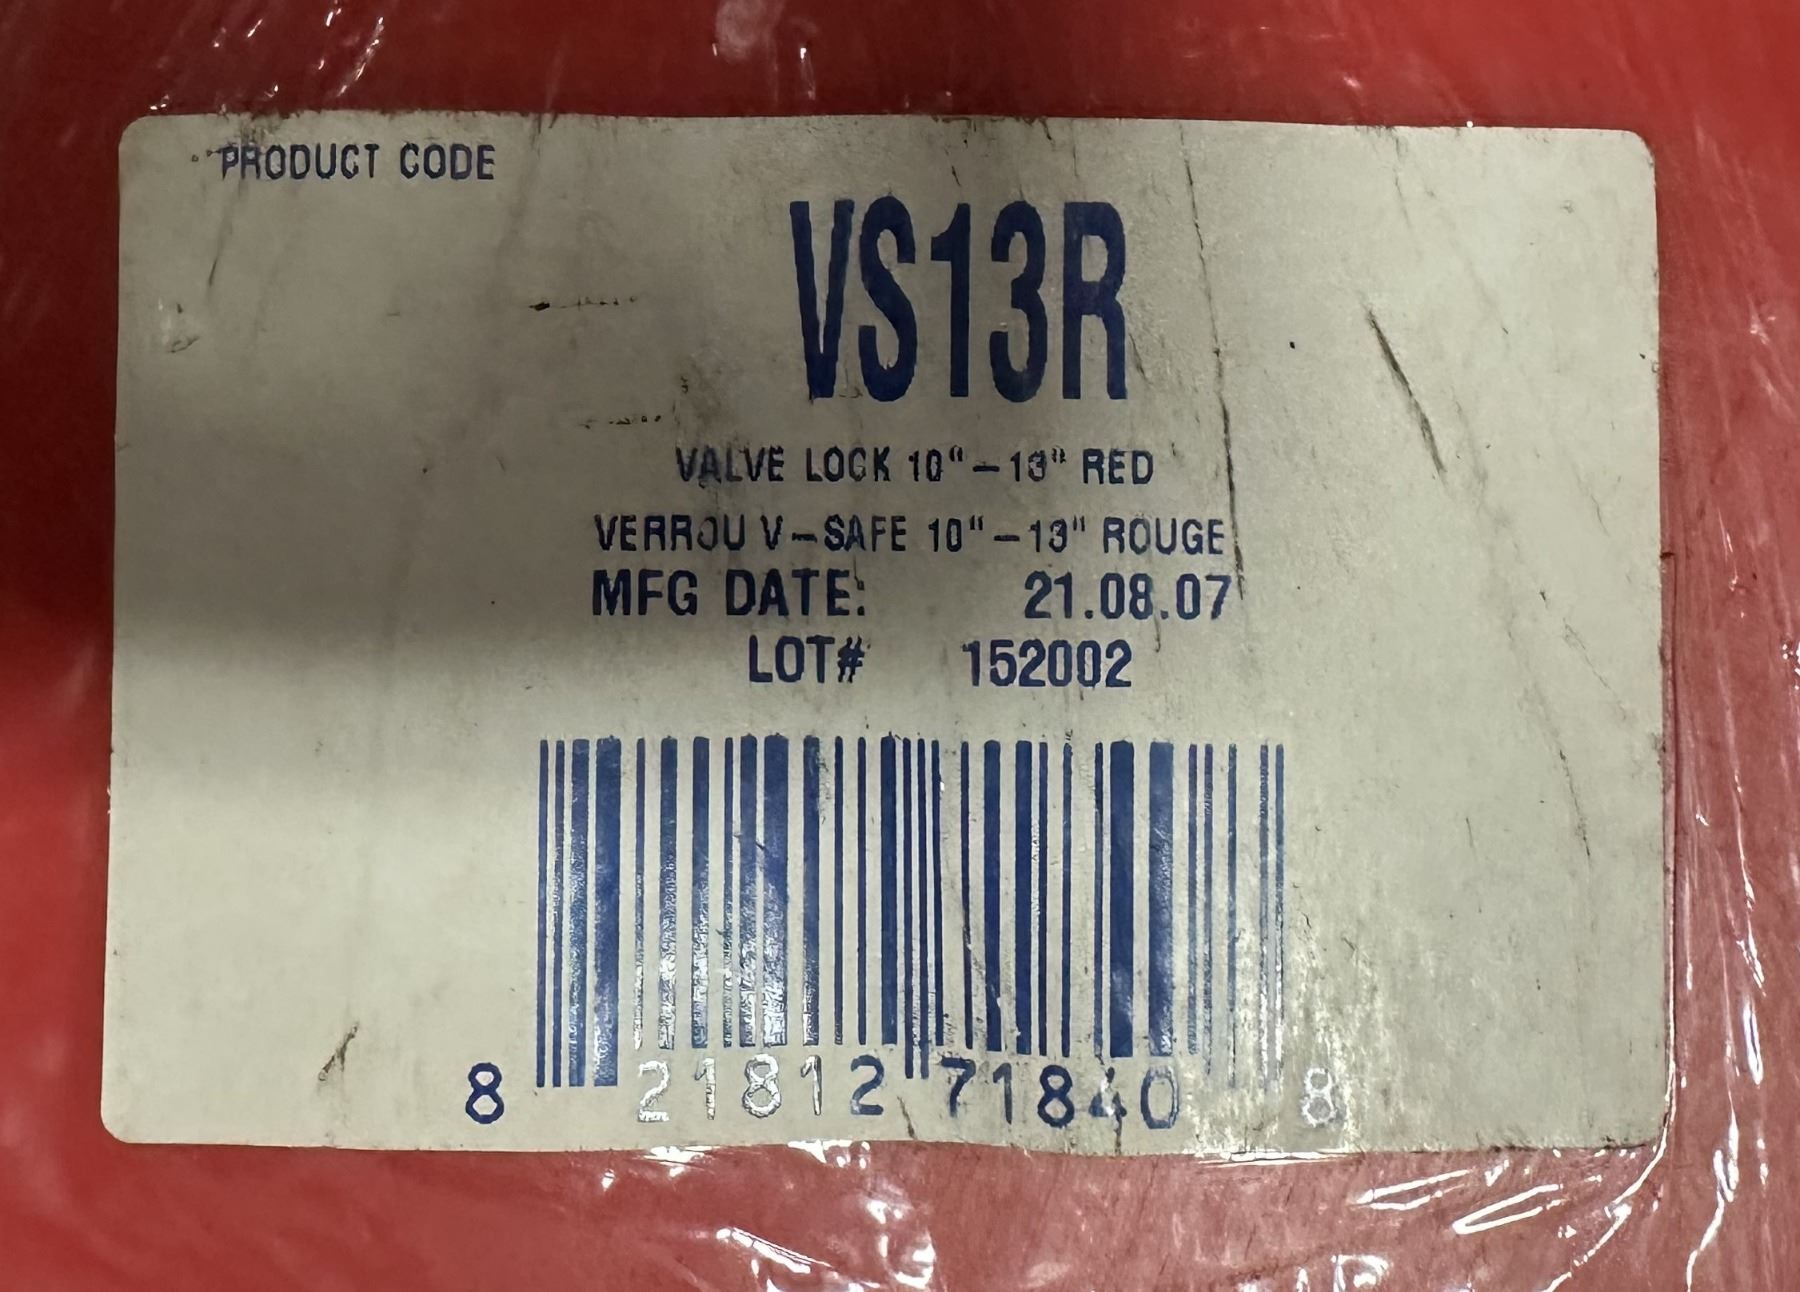 PRODUCT CODE
VS13R
VALVE LOCK 10"-13" RED
VERROU V-SAFE 10"-13" ROUGE
MFG DATE: 21.08.07
LOT# 152002
8 21812 71840 8